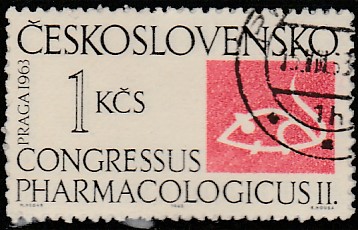 ČESKOSLOVENSKO
PRAGA 1963
1 KČS
CONGRESSUS
PHARMACOLOGICUS II.